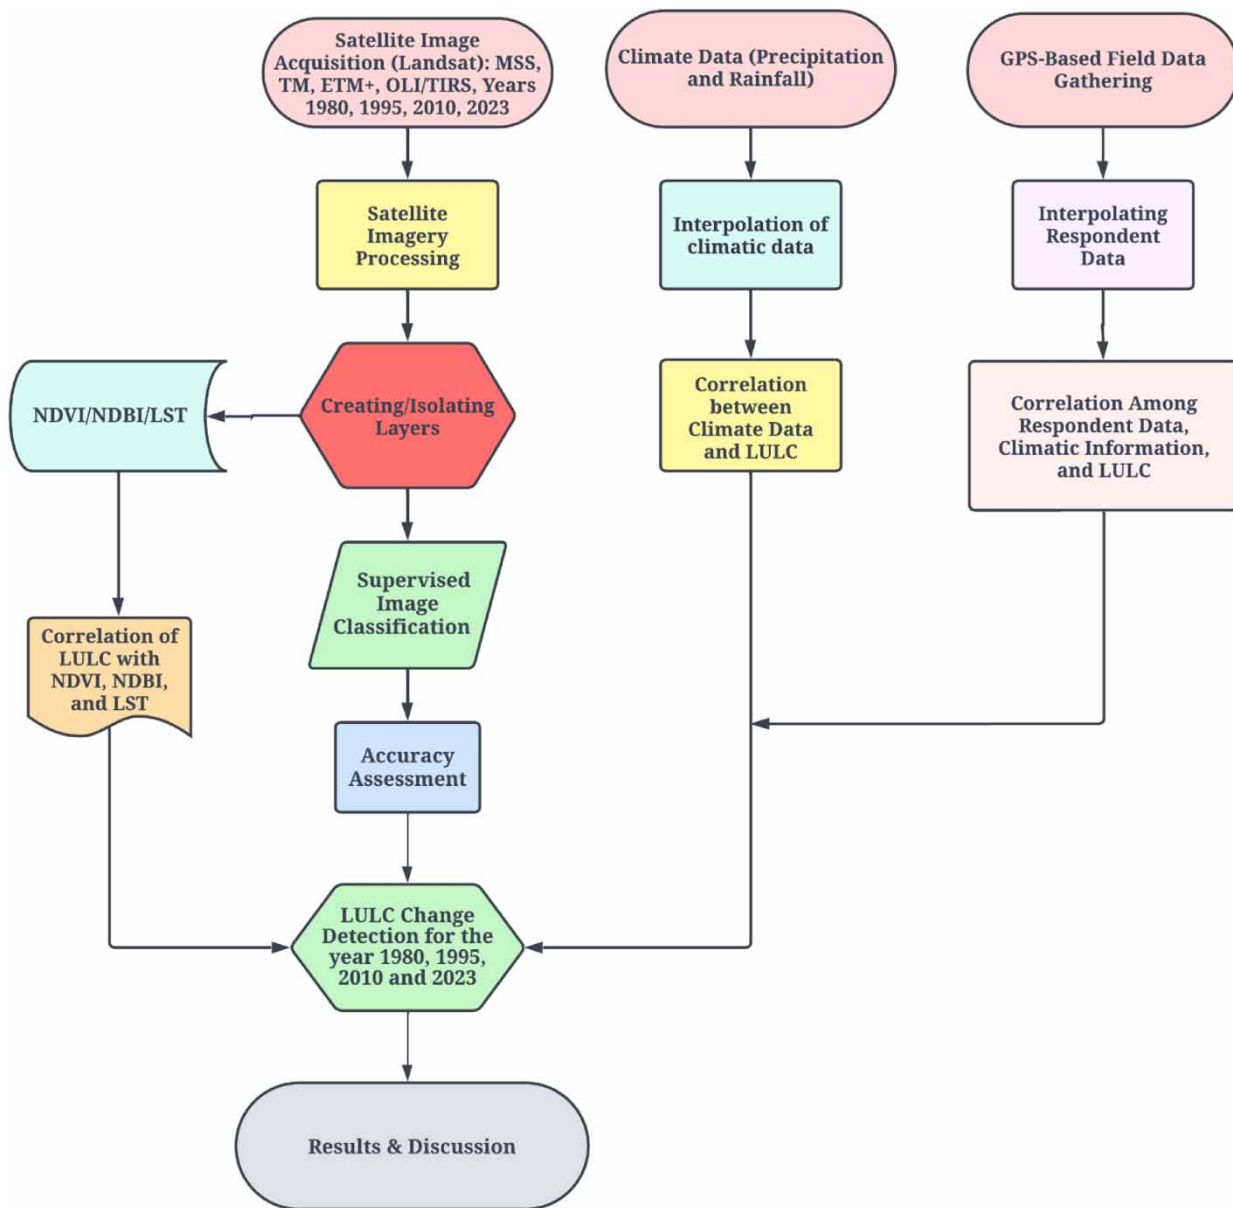 Satellite Image
Acquisition (Landsat): MSS,
TM, ETM+, OLI/TIRS, Years
1980, 1995, 2010, 2023
Climate Data (Precipitation
and Rainfall)
GPS-Based Field Data
Gathering
Satellite
Imagery
Processing
Interpolation of
climatic data
Interpolating
Respondent
Data
NDVI/NDBI/LST
Creating/Isolating
Layers
Correlation
between
Climate Data
and LULC
Correlation Among
Respondent Data,
Climatic Information,
and LULC
Supervised
Image
Classification
Correlation of
LULC with
NDVI, NDBI,
and LST
Accuracy
Assessment
LULC Change
Detection for the
year 1980, 1995,
2010 and 2023
Results & Discussion